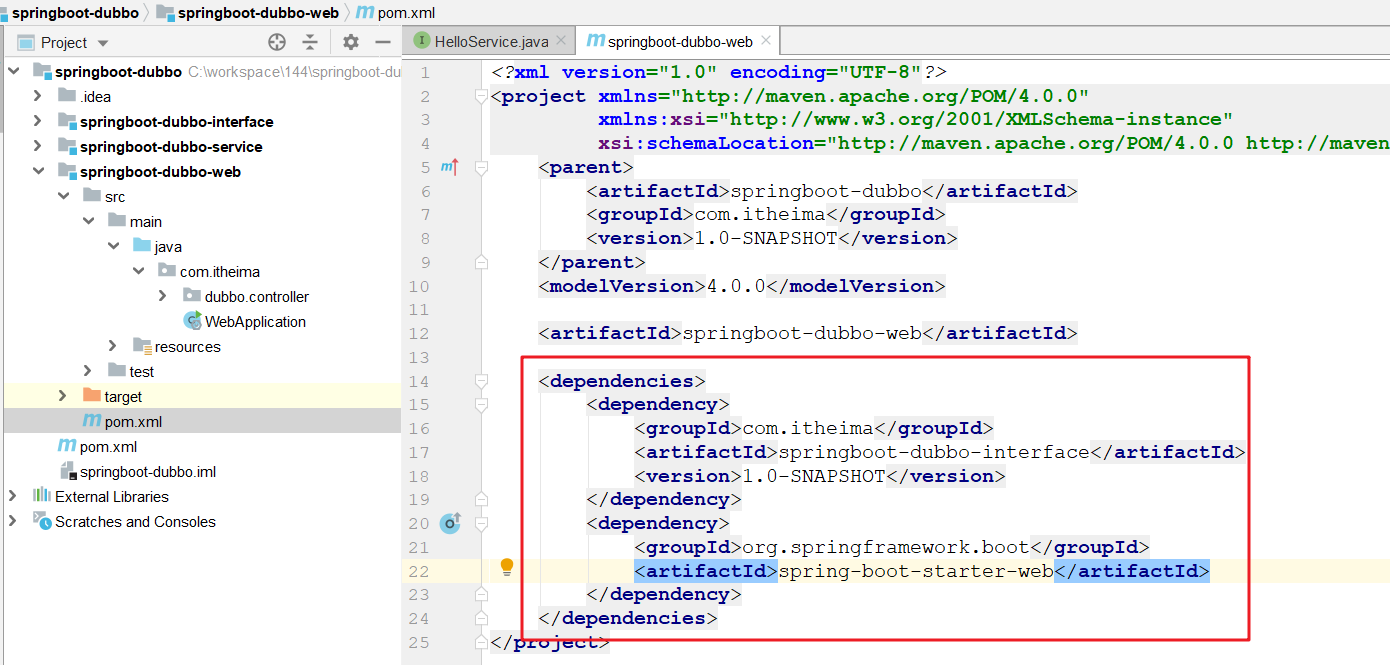 springboot-dubbo springboot-dubbo-web m pom.xml
Project
I HelloService.java
m springboot-dubbo-web
springboot-dubbo C:\workspace\144\springboot-du
.idea
springboot-dubbo-interface
springboot-dubbo-service
springboot-dubbo-web
src
main
java
com.itheima
dubbo.controller
WebApplication
resources
test
target
m pom.xml
m pom.xml
springboot-dubbo.iml
External Libraries
Scratches and Consoles
1 <?xml version="1.0" encoding="UTF-8"?>
2 <project xmlns="http://maven.apache.org/POM/4.0.0"
3 xmlns:xsi="http://www.w3.org/2001/XMLSchema-instance"
4 xsi:schemaLocation="http://maven.apache.org/POM/4.0.0 http://maven
5 m <parent>
6 <artifactId>springboot-dubbo</artifactId>
7 <groupId>com.itheima</groupId>
8 <version>1.0-SNAPSHOT</version>
9 </parent>
10 <modelVersion>4.0.0</modelVersion>
11
12 <artifactId>springboot-dubbo-web</artifactId>
13
14 <dependencies>
15 <dependency>
16 <groupId>com.itheima</groupId>
17 <artifactId>springboot-dubbo-interface</artifactId>
18 <version>1.0-SNAPSHOT</version>
19 </dependency>
20 <dependency>
21 <groupId>org.springframework.boot</groupId>
22 <artifactId>spring-boot-starter-web</artifactId>
23 </dependency>
24 </dependencies>
25 </project>